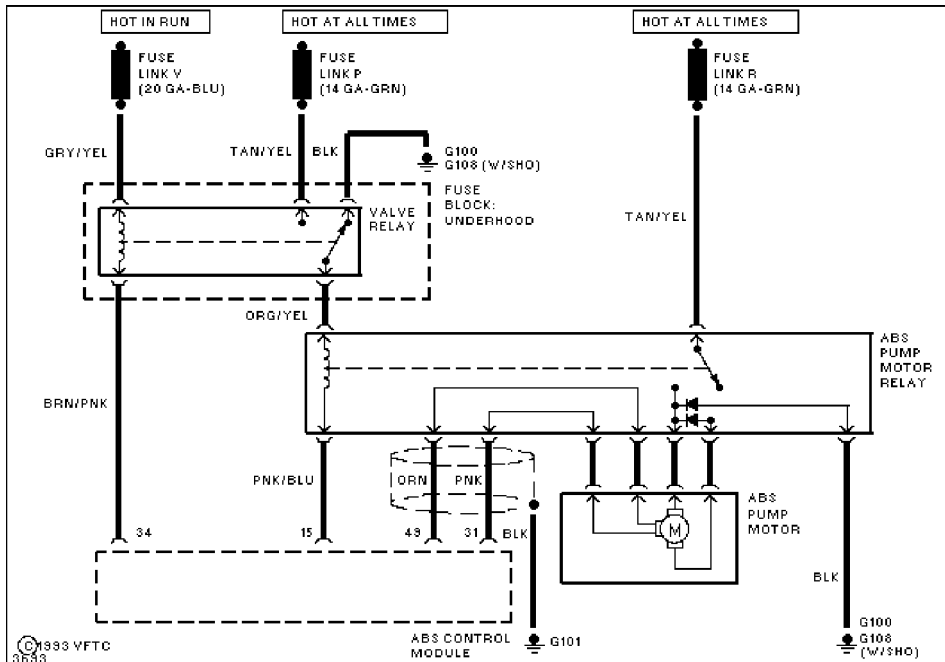 HOT IN RUN
HOT AT ALL TIMES
HOT AT ALL TIMES
FUSE
LINK V
(20 GA-BLU)
FUSE
LINK P
(14 GA-GRN)
FUSE
LINK R
(14 GA-GRN)
GRY/YEL
TAN/YEL
BLK
G100
G108 (W/SHO)
VALVE
RELAY
FUSE
BLOCK:
UNDERHOOD
TAN/YEL
ORG/YEL
ABS
PUMP
MOTOR
RELAY
BRN/PNK
PNK/BLU
ORN
PNK
ABS
PUMP
MOTOR
M
34
15
49
31
BLK
BLK
ABS CONTROL
MODULE
G101
G100
G108
(W/SHO)
©1993 VFTC
3693